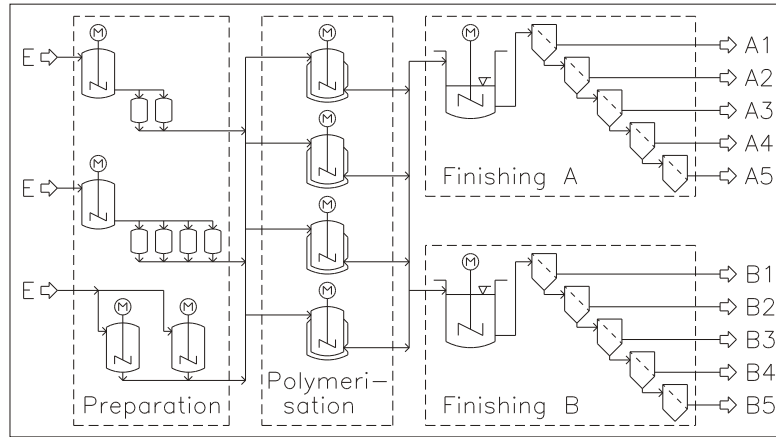 E
M
M
M
M
A1
A2
A3
A4
A5
Finishing A
E
M
M
E
M
M
M
M
M
B1
B2
B3
B4
B5
Preparation
Polymeri-
sation
Finishing B